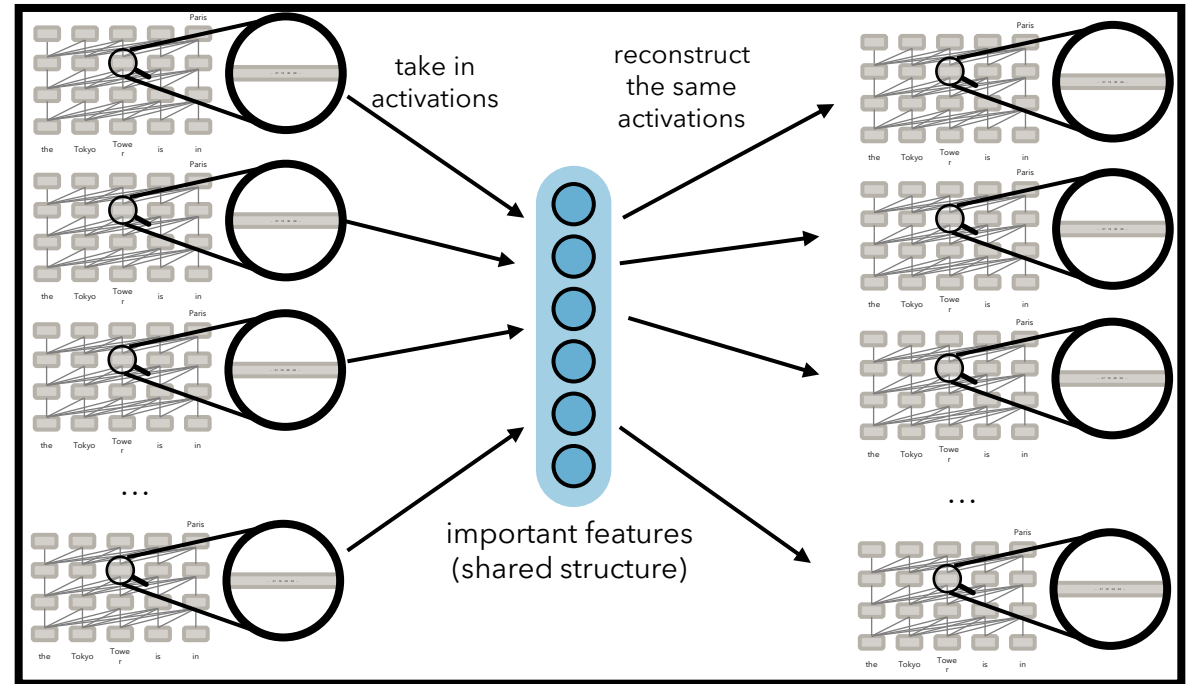 Paris
the Tokyo Towe is in
r
Paris
the Tokyo Towe is in
r
Paris
the Tokyo Towe is in
r
...
Paris
the Tokyo Towe is in
r
take in
activations
important features
(shared structure)
reconstruct
the same
activations
Paris
the Tokyo Towe is in
r
Paris
the Tokyo Towe is in
r
Paris
the Tokyo Towe is in
r
...
Paris
the Tokyo Towe is in
r